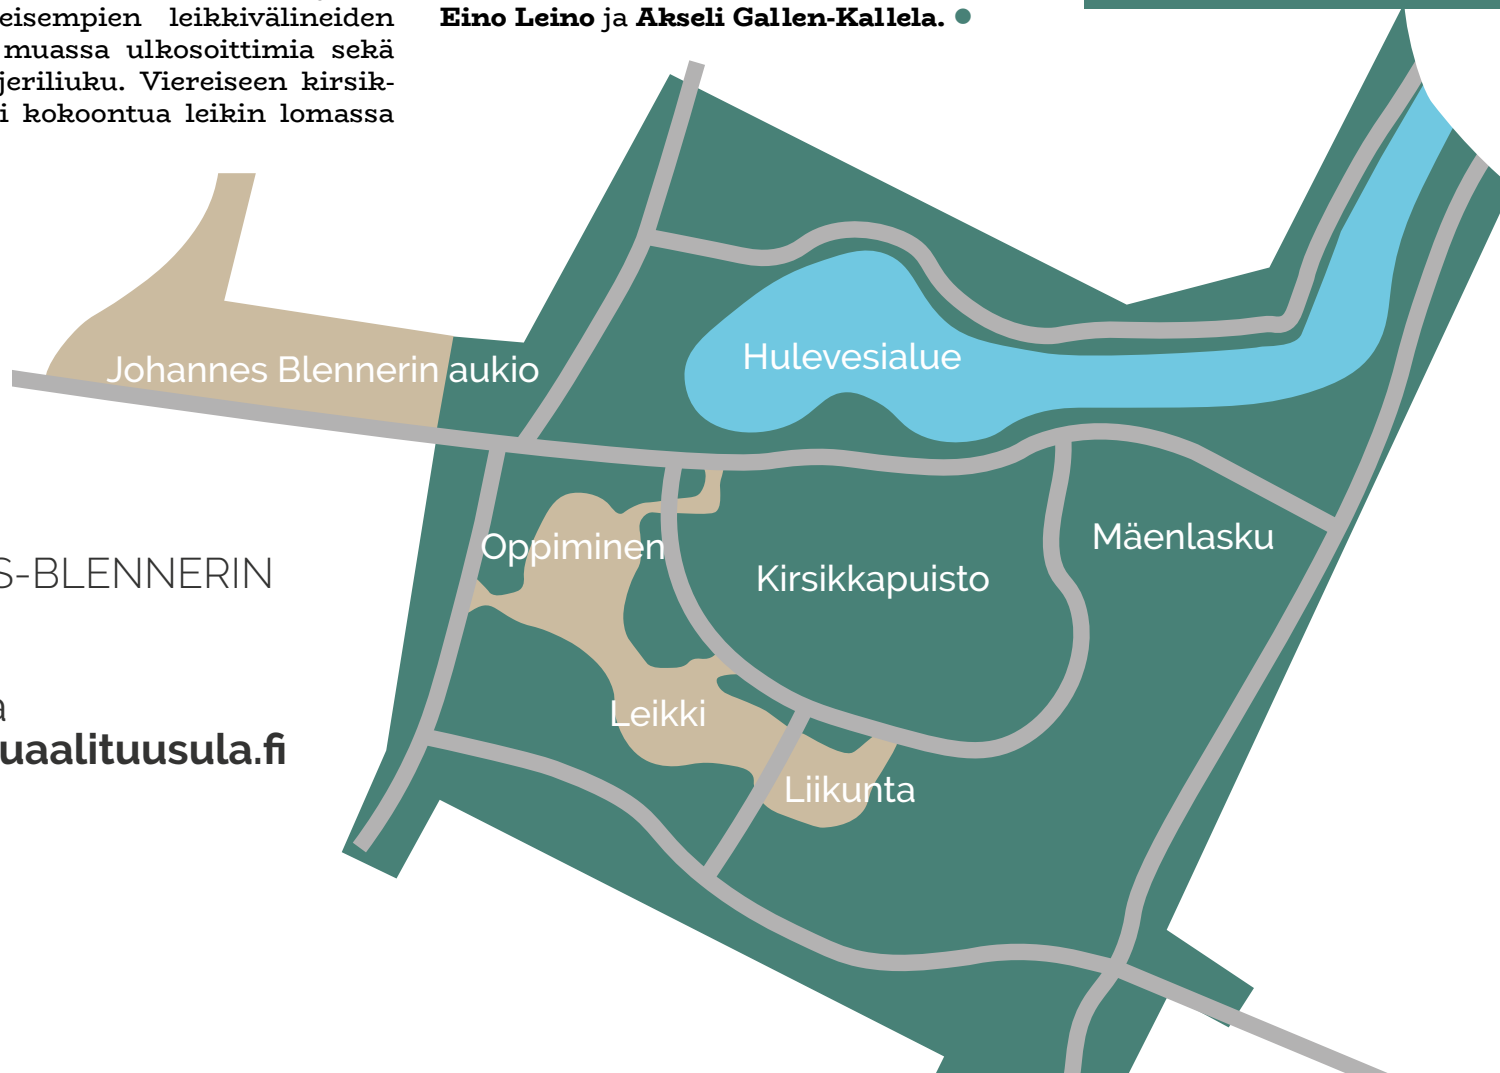 eisempien leikkivälineiden
muassa ulkosoittimia sekä
jeriliuku. Viereiseen kirsik-
i kokoontua leikin lomassa
Eino Leino ja Akseli Gallen-Kallela.
Johannes Blennerin aukio
Hulevesialue
Oppiminen
Kirsikkapuisto
Mäenlasku
Leikki
Liikunta
S-BLENNERIN
a
uaalituusula.fi